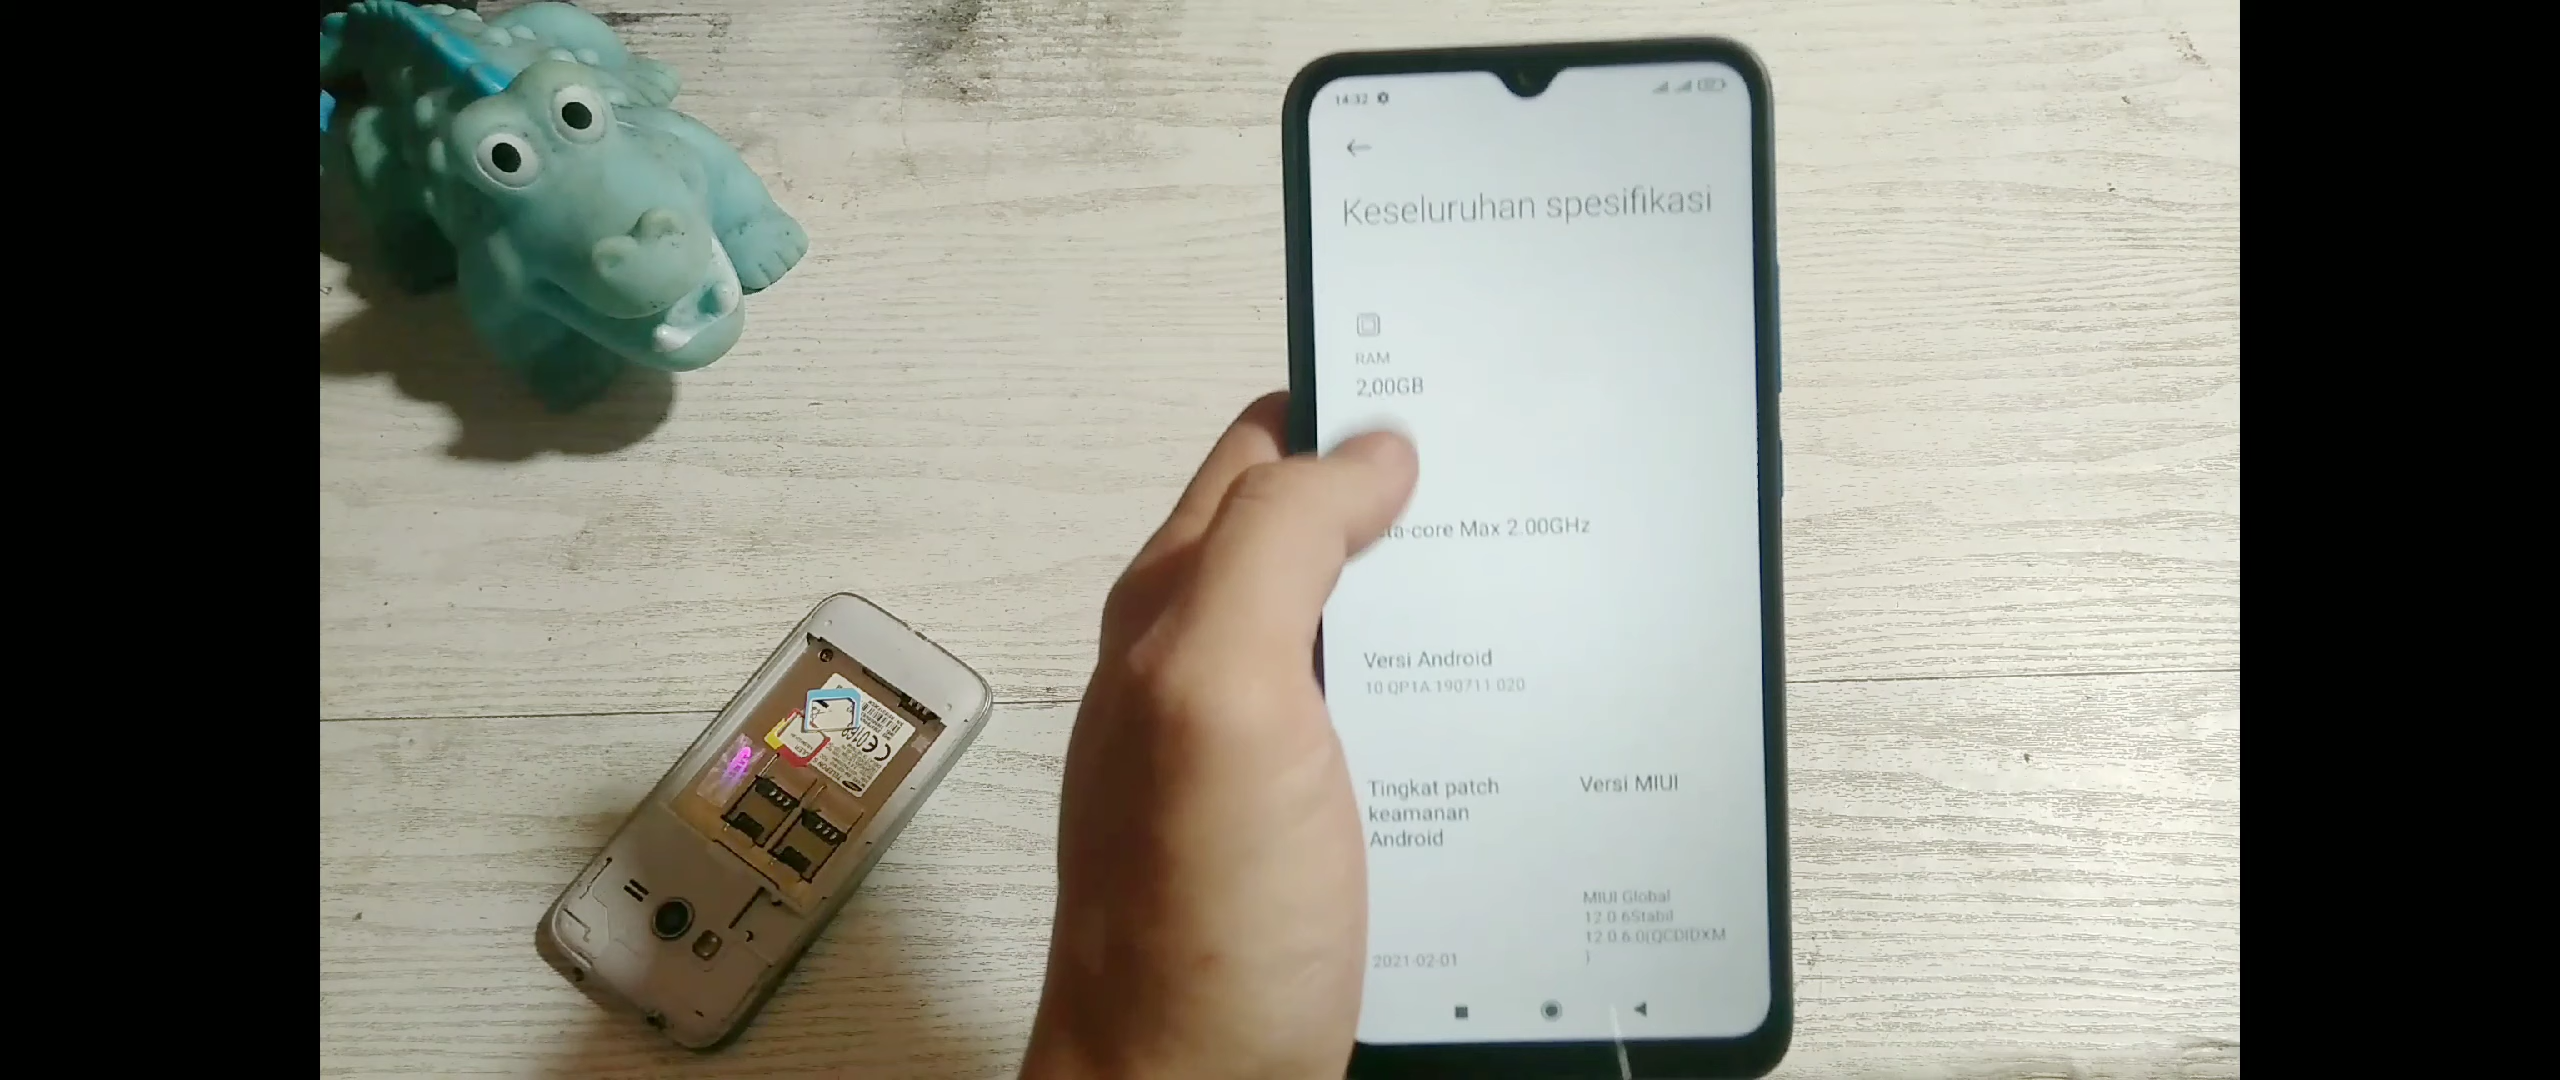 14:32
Keseluruhan spesifikasi
RAM
2,00GB
ta-core Max 2.00GHz
Versi Android
10 QP1A.190711.020
Tingkat patch
keamanan
Android
2021-02-01
Versi MIUI
MIUI Global
12.0.6Stabil
12.0.6.0(QCDIDXM
)
CE0168